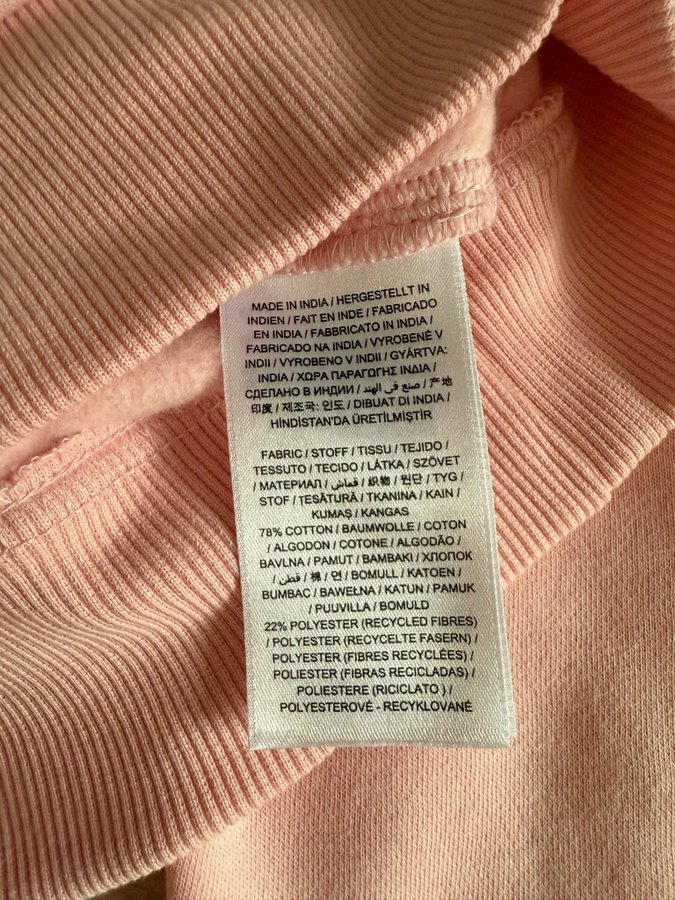 MADE IN INDIA / HERGESTELLT IN
INDIEN / FAIT EN INDE / FABRICADO
EN INDIA / FABBRICATO IN INDIA /
FABRICADO NA INDIA / VYROBENO V
INDII / VYROBENO V INDII / GYÁRTVA:
INDIA / ΧΩΡΑ ΠΑΡΑΓΩΓΗΣ ΙΝΔΙΑ /
СДЕЛАНО В ИНДИИ / صنع في الهند / 产地
印度 / 제조국: 인도 / DIBUAT DI INDIA /
HİNDİSTAN'DA ÜRETİLMİŞTİR
FABRIC / STOFF / TISSU / TEJIDO /
TESSUTO / TECIDO / LÁTKA / SZÖVET
/ МАТЕРИАЛ / قماش / 織物 / 원단 / TYG /
STOF / ȚESĂTURĂ / TKANINA / KAIN /
KUMAŞ / KANGAS
78% COTTON / BAUMWOLLE / COTON
/ ALGODON / COTONE / ALGODÃO /
BAVLNA / PAMUT / BAMBAKI / ХЛОПОК
/ قطن / 棉 / 면 / BOMULL / KATOEN /
BUMBAC / BAWEŁNA / KATUN / PAMUK
/ PUUVILLA / BOMULD
22% POLYESTER (RECYCLED FIBRES)
/ POLYESTER (RECYCELTE FASERN) /
POLYESTER (FIBRES RECYCLÉES) /
POLIESTER (FIBRAS RECICLADAS) /
POLIESTERE (RICICLATO ) /
POLYESTEROVÉ - RECYKLOVANÉ